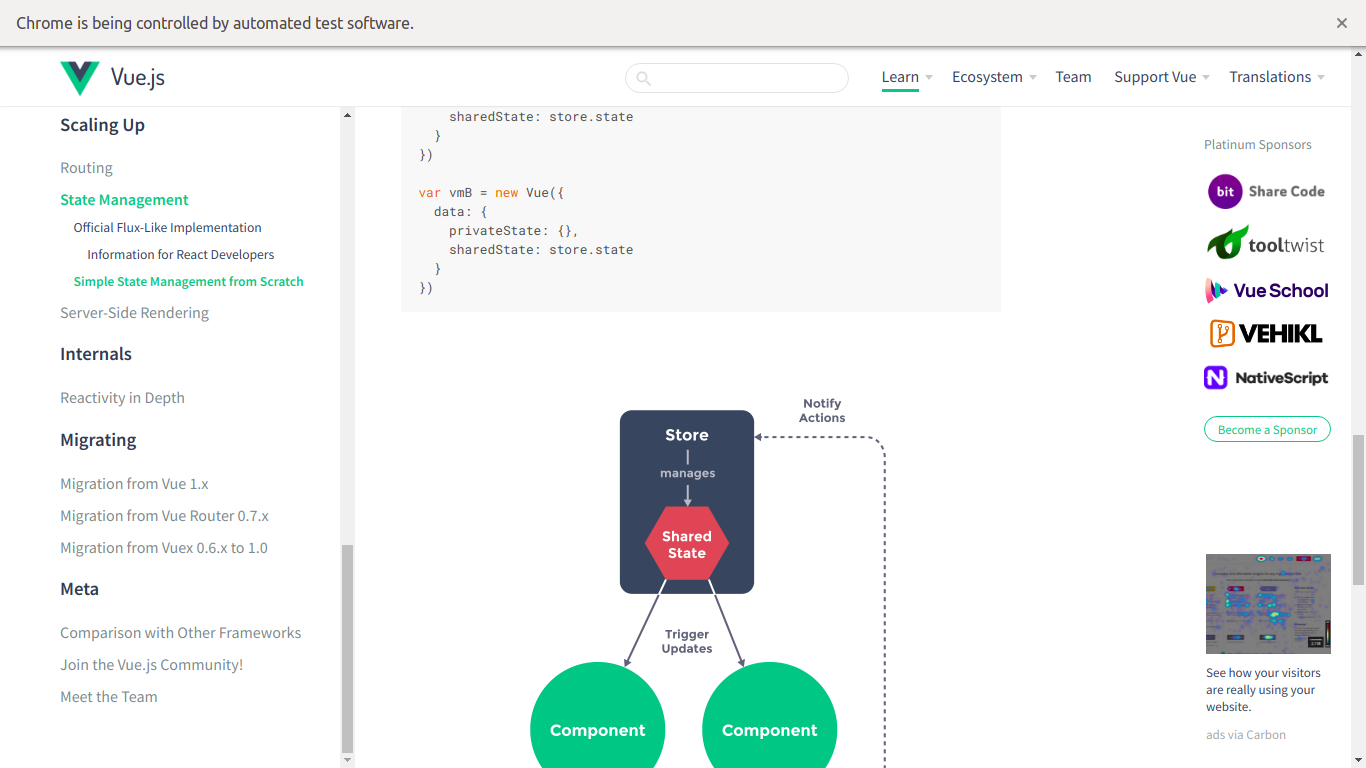 Chrome is being controlled by automated test software.
Vue.js
Learn
Ecosystem
Team
Support Vue
Translations
Scaling Up
Routing
State Management
Official Flux-Like Implementation
Information for React Developers
Simple State Management from Scratch
Server-Side Rendering
Internals
Reactivity in Depth
Migrating
Migration from Vue 1.x
Migration from Vue Router 0.7.x
Migration from Vuex 0.6.x to 1.0
Meta
Comparison with Other Frameworks
Join the Vue.js Community!
Meet the Team
sharedState: store.state
}
})
var vmB = new Vue({
data: {
privateState: {},
sharedState: store.state
}
})
Notify
Actions
Store
manages
Shared
State
Trigger
Updates
Component
Component
Platinum Sponsors
bit Share Code
tooltwist
Vue School
VEHIKL
N NativeScript
Become a Sponsor
See how your visitors
are really using your
website.
ads via Carbon